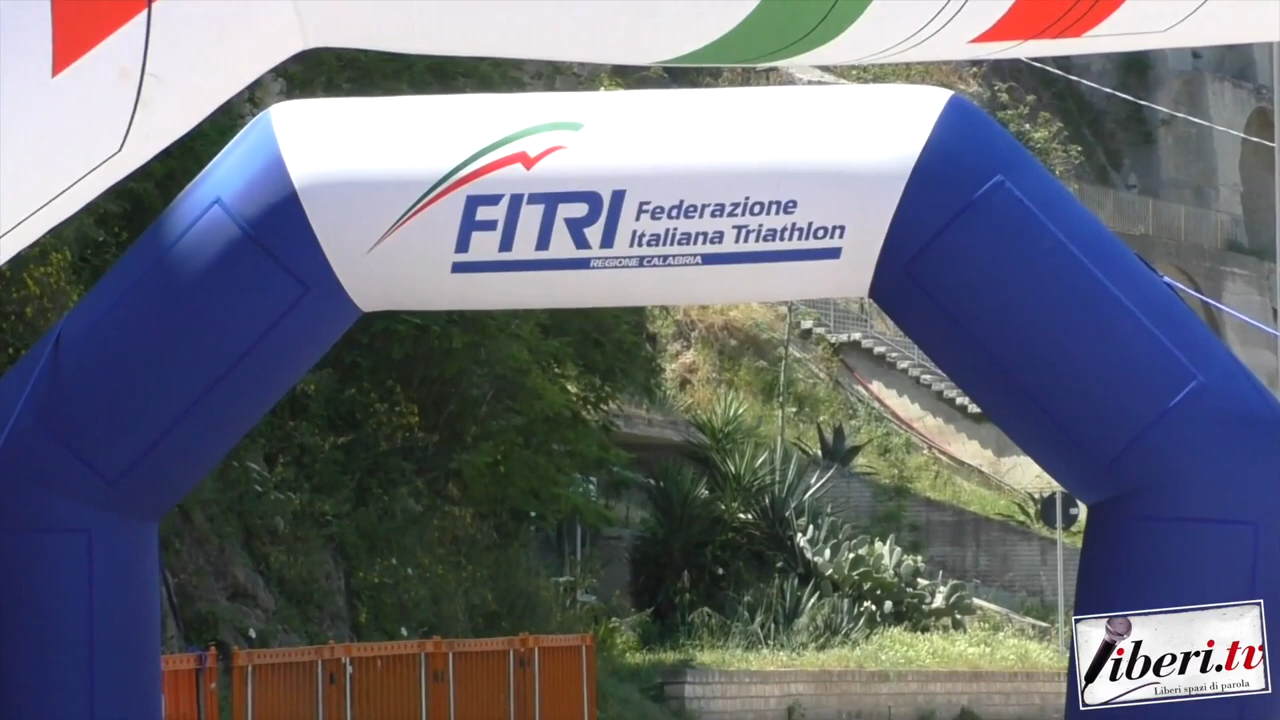 FITRI Federazione
Italiana Triathlon
REGIONE CALABRIA
liberi.tv
Liberi spazi di parola